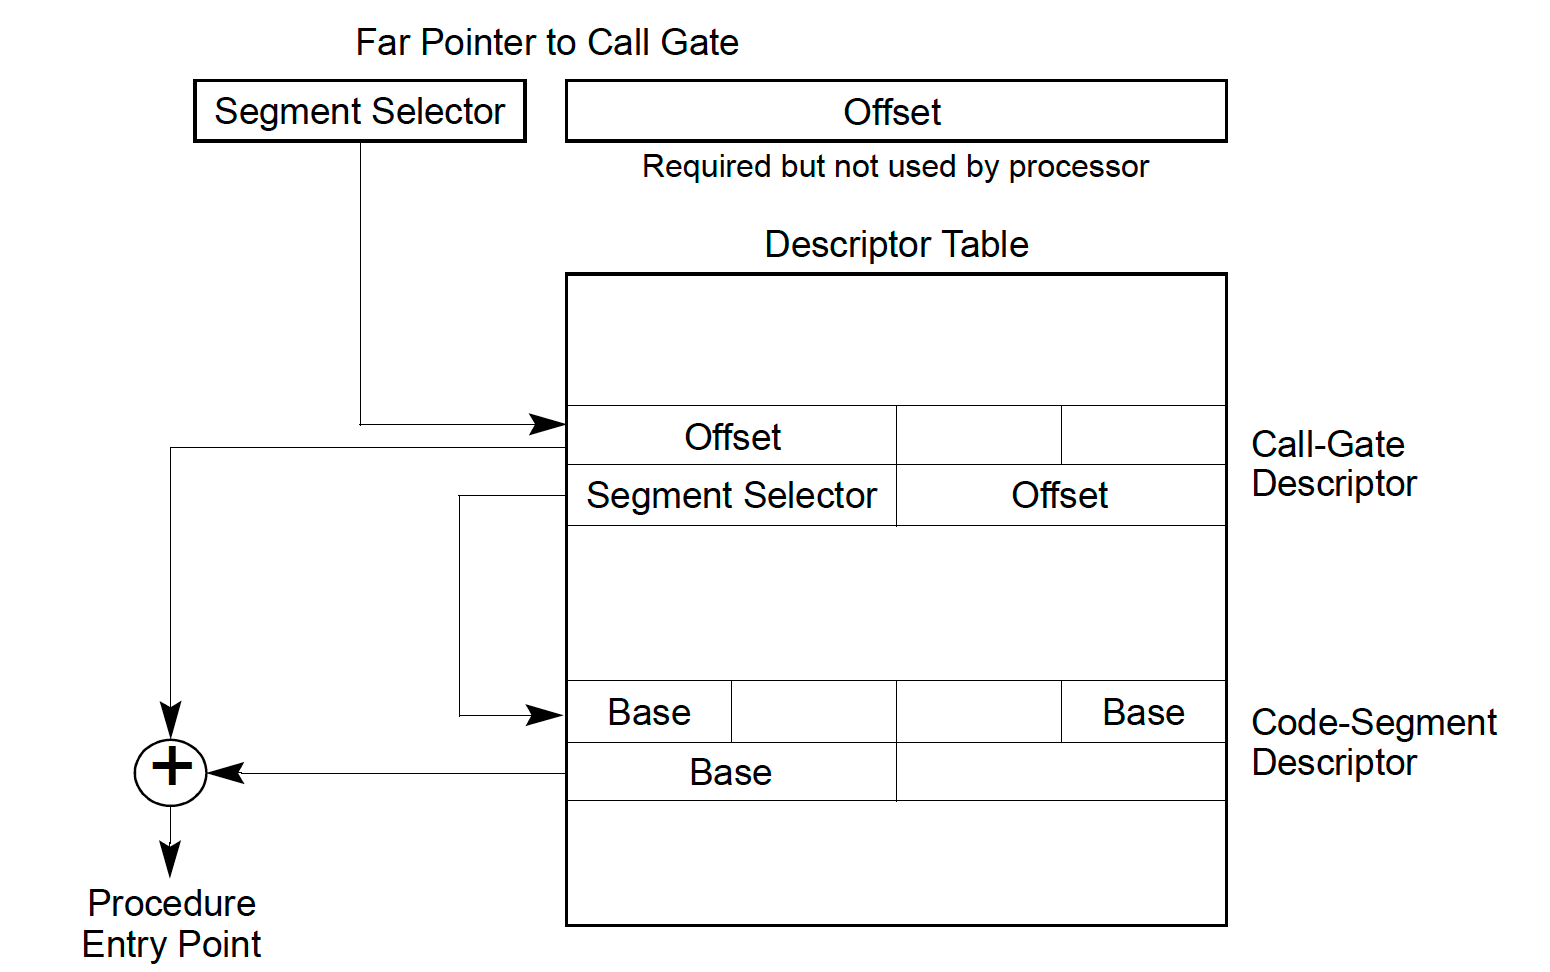 Far Pointer to Call Gate
Segment Selector
Offset
Required but not used by processor
Descriptor Table
Offset
Call-Gate
Descriptor
Segment Selector
Offset
Base
Base
Code-Segment
Descriptor
Base
+
Procedure
Entry Point